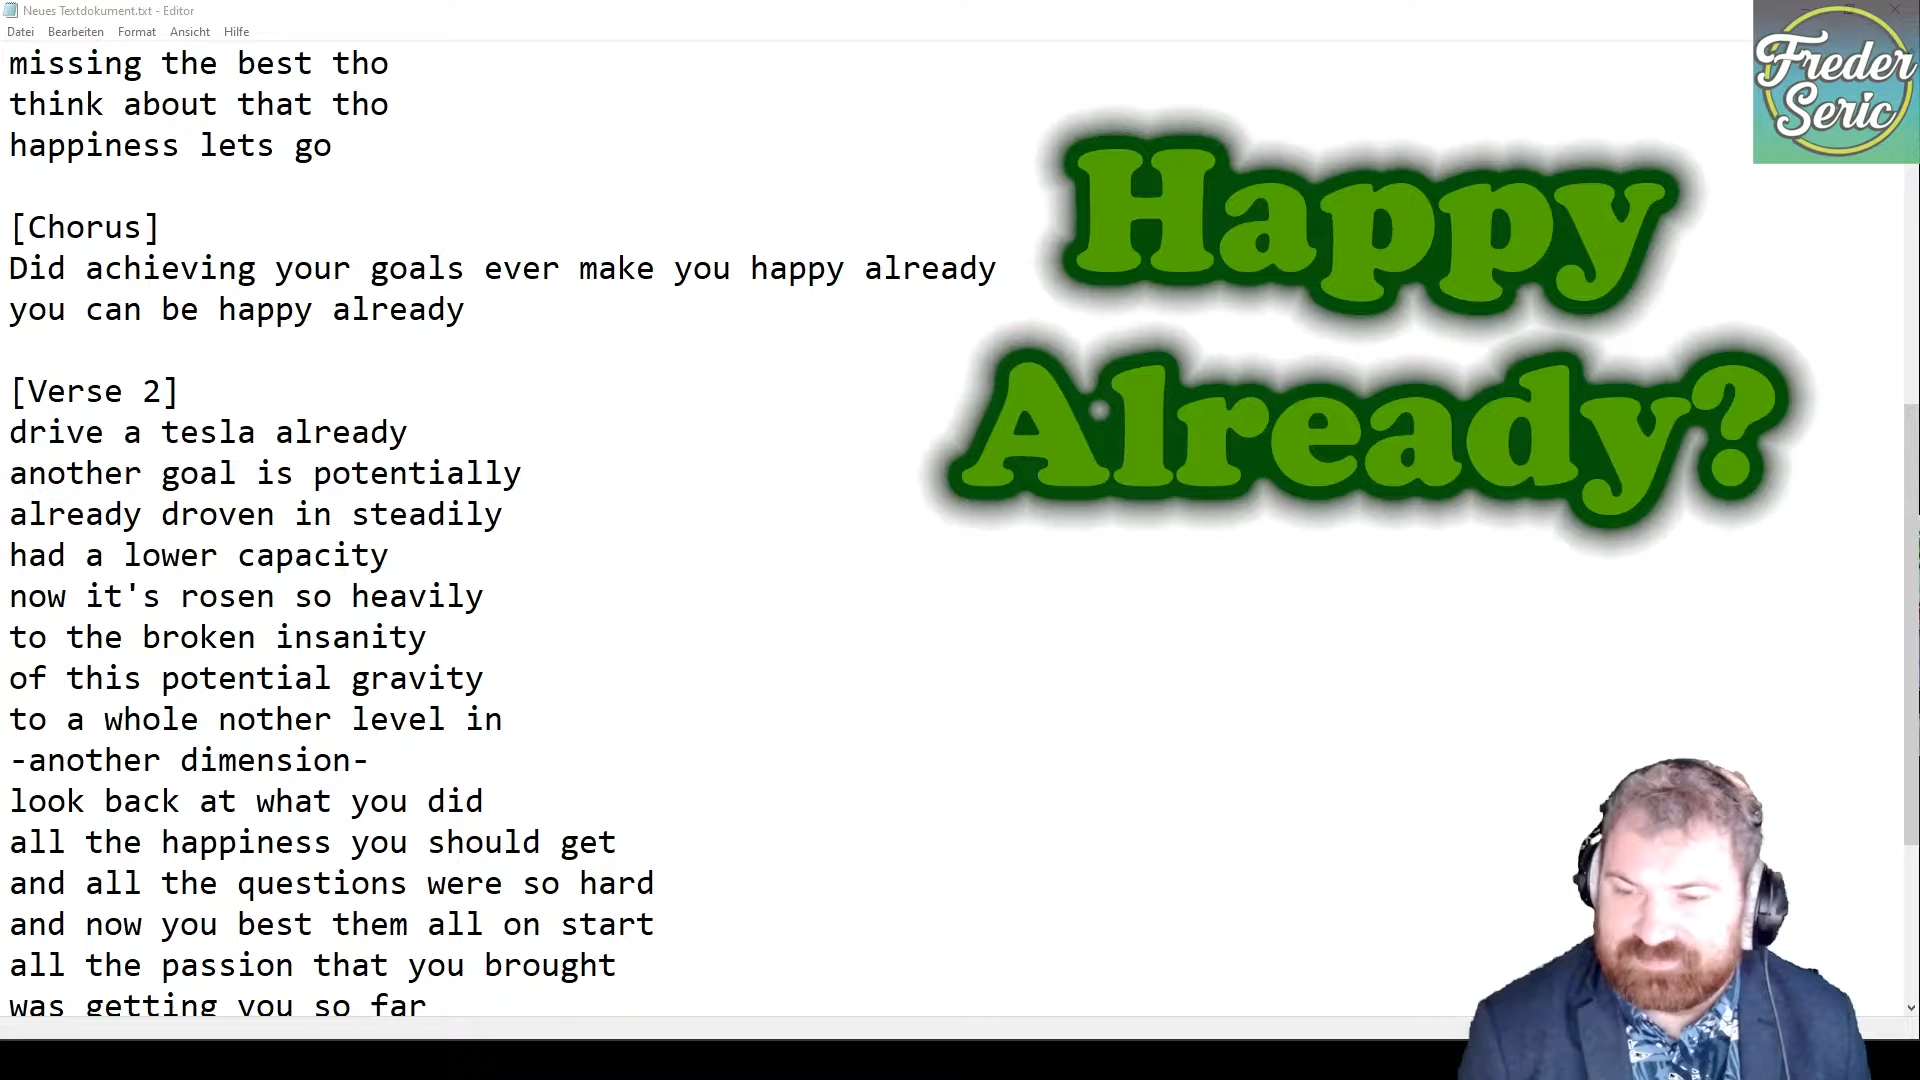 Neues Textdokument.txt - Editor
Datei Bearbeiten Format Ansicht Hilfe
missing the best tho
think about that tho
happiness lets go
[Chorus]
Did achieving your goals ever make you happy already
you can be happy already
[Verse 2]
drive a tesla already
another goal is potentially
already droven in steadily
had a lower capacity
now it's rosen so heavily
to the broken insanity
of this potential gravity
to a whole nother level in
-another dimension-
look back at what you did
all the happiness you should get
and all the questions were so hard
and now you best them all on start
all the passion that you brought
was getting you so far
Happy
Already?
Freder
Seric